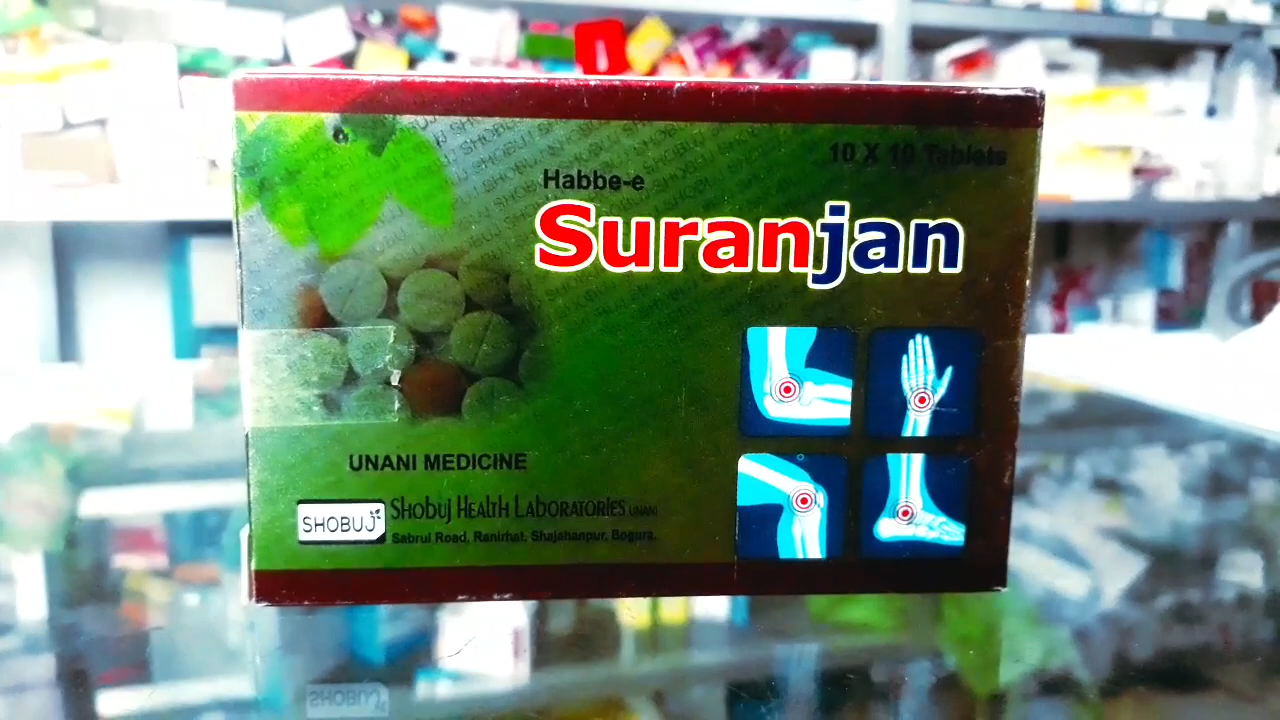 10 X 10 Tablets
Habbe-e
Suranjan
UNANI MEDICINE
SHOBUJ
Shobuj Health Laboratories UNANI
Sabrul Road, Ranirhat, Shajahanpur, Bogura.